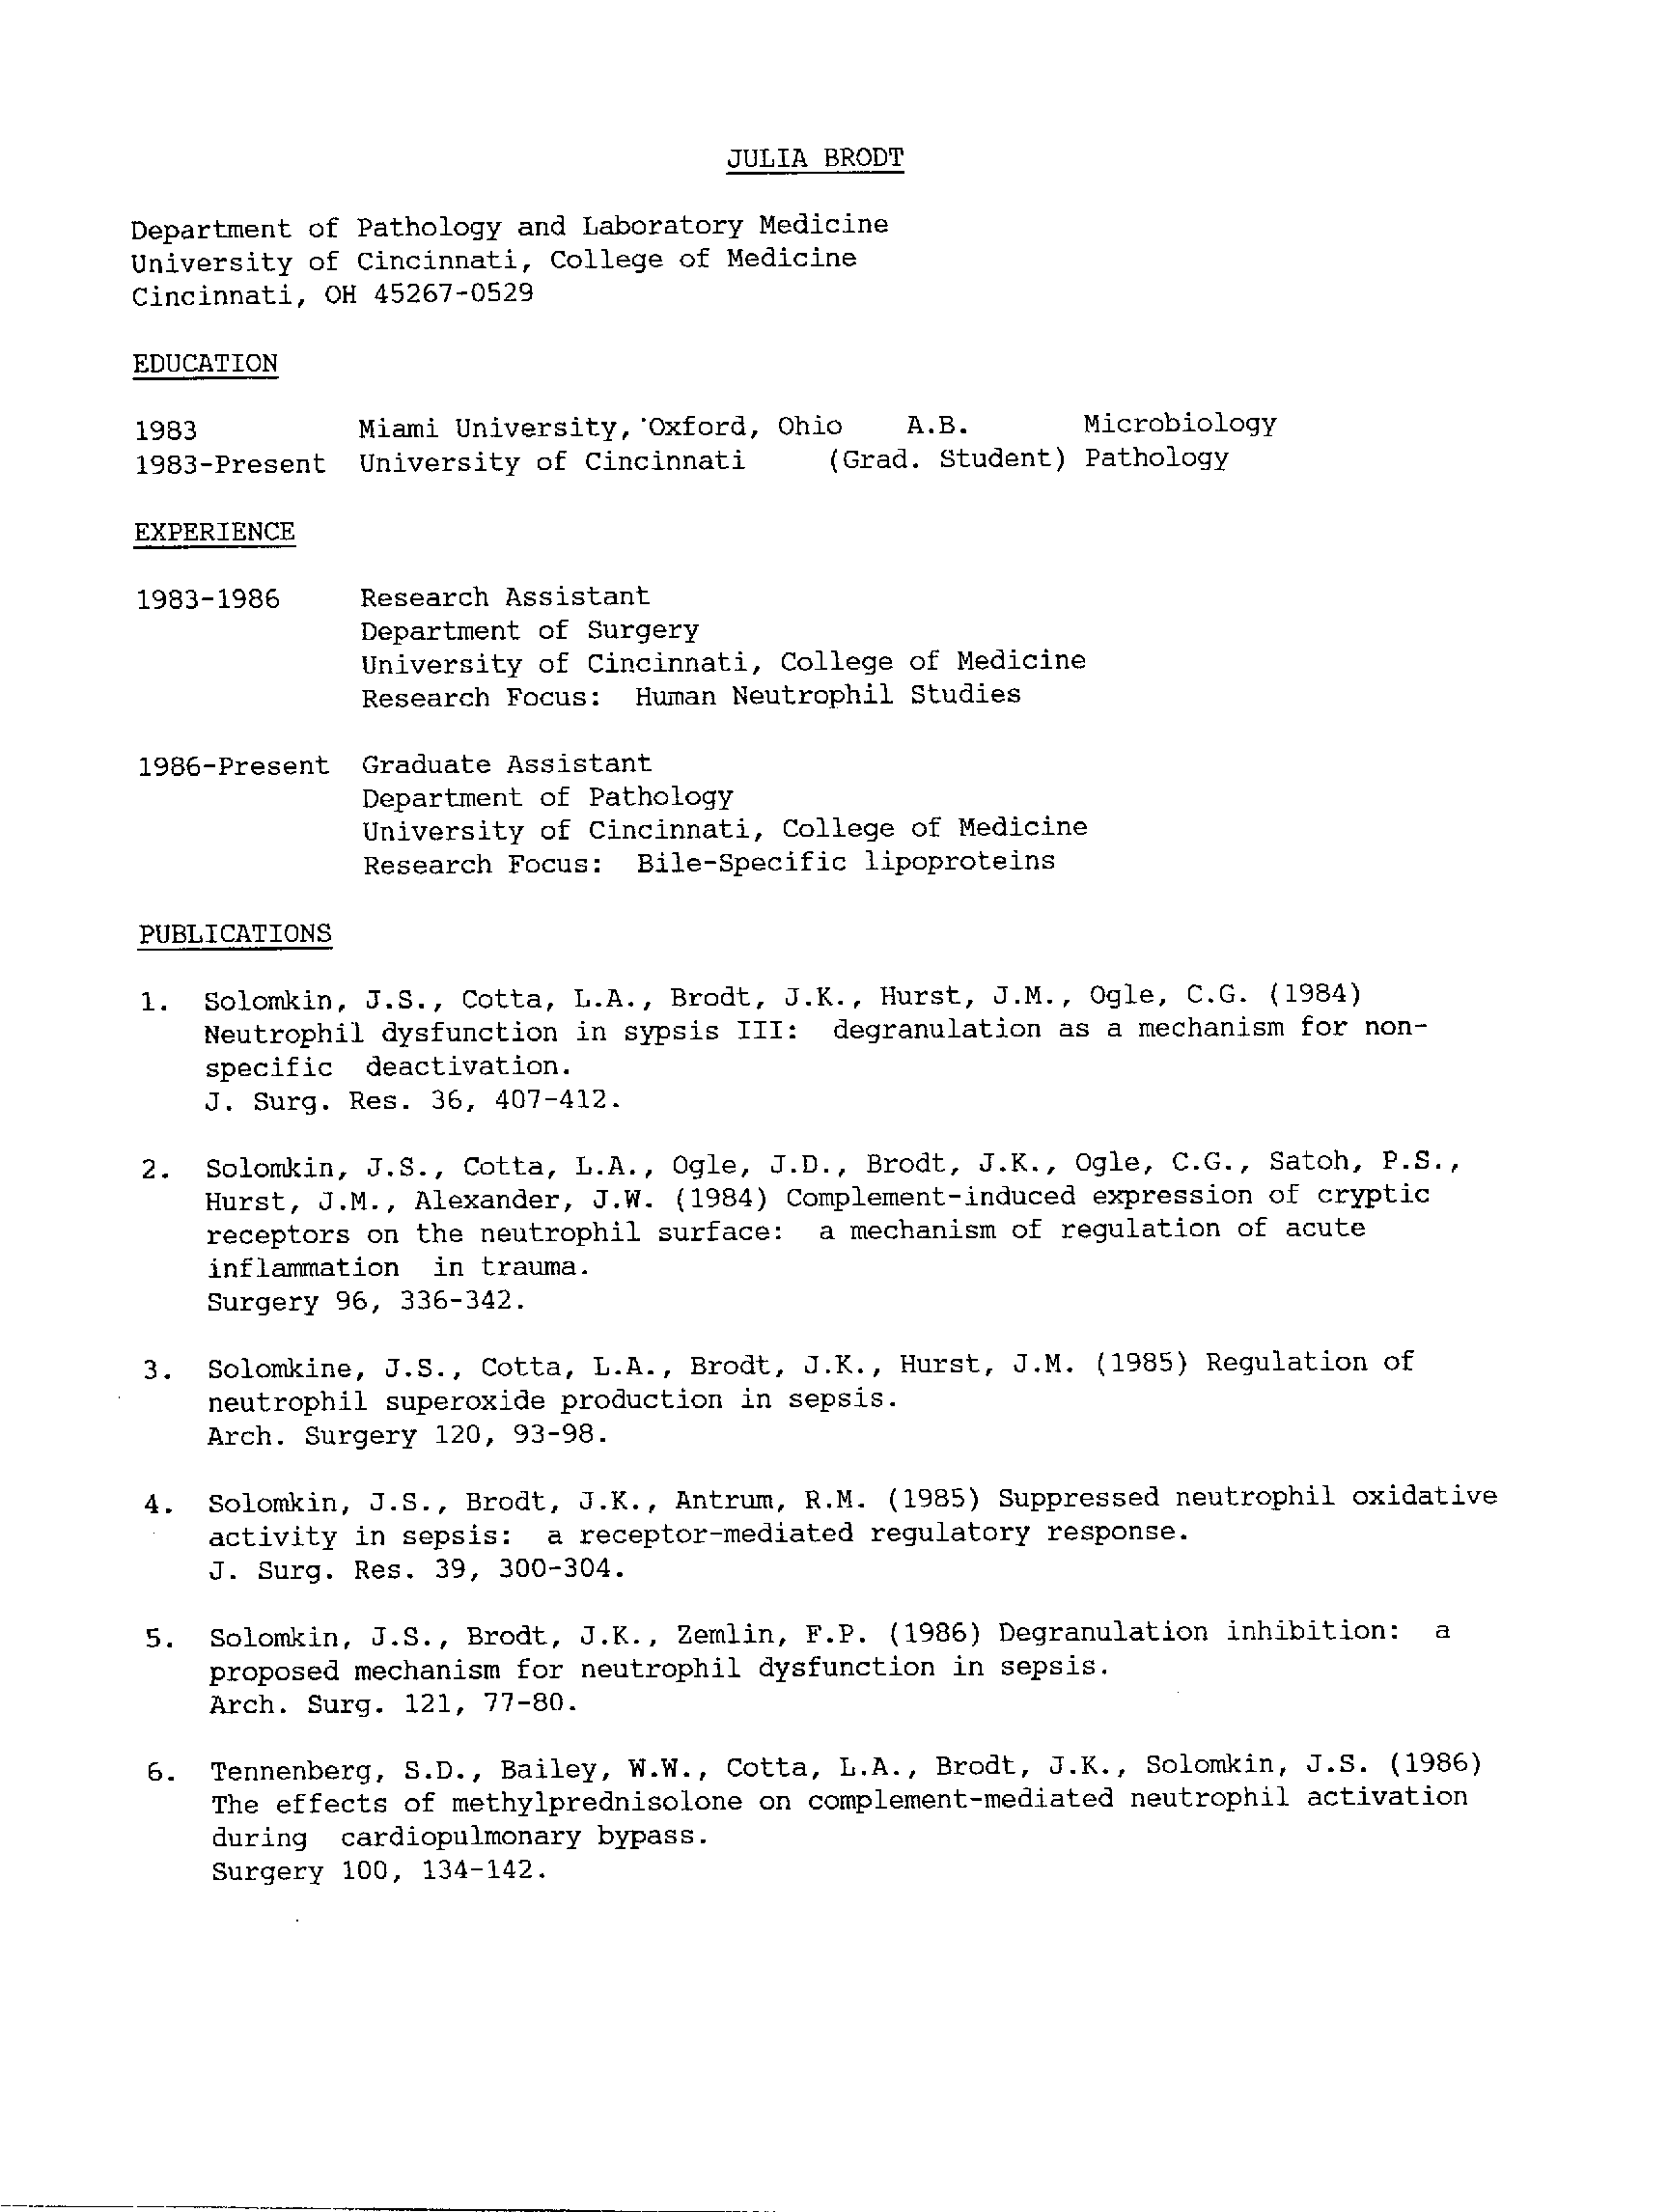 JULIA BRODT
Department of Pathology and Laboratory Medicine
University of Cincinnati, College of Medicine
Cincinnati, OH 45267-0529
EDUCATION
1983 Miami University, Oxford, Ohio A.B. Microbiology
1983-Present University of Cincinnati (Grad. Student) Pathology
EXPERIENCE
1983-1986 Research Assistant
Department of Surgery
University of Cincinnati, College of Medicine
Research Focus: Human Neutrophil Studies
1986-Present Graduate Assistant
Department of Pathology
University of Cincinnati, College of Medicine
Research Focus: Bile-Specific lipoproteins
PUBLICATIONS
1. Solomkin, J.S., Cotta, L.A., Brodt, J.K., Hurst, J.M., Ogle, C.G. (1984)
Neutrophil dysfunction in sypsis III: degranulation as a mechanism for non-
specific deactivation.
J. Surg. Res. 36, 407-412.
2. Solomkin, J.S., Cotta, L.A., Ogle, J.D., Brodt, J.K., Ogle, C.G., Satoh, P.S.,
Hurst, J.M., Alexander, J.W. (1984) Complement-induced expression of cryptic
receptors on the neutrophil surface: a mechanism of regulation of acute
inflammation in trauma.
Surgery 96, 336-342.
3. Solomkine, J.S., Cotta, L.A., Brodt, J.K., Hurst, J.M. (1985) Regulation of
neutrophil superoxide production in sepsis.
Arch. Surgery 120, 93-98.
4. Solomkin, J.S., Brodt, J.K., Antrum, R.M. (1985) Suppressed neutrophil oxidative
activity in sepsis: a receptor-mediated regulatory response.
J. Surg. Res. 39, 300-304.
5. Solomkin, J.S., Brodt, J.K., Zemlin, F.P. (1986) Degranulation inhibition: a
proposed mechanism for neutrophil dysfunction in sepsis.
Arch. Surg. 121, 77-80.
6. Tennenberg, S.D., Bailey, W.W., Cotta, L.A., Brodt, J.K., Solomkin, J.S. (1986)
The effects of methylprednisolone on complement-mediated neutrophil activation
during cardiopulmonary bypass.
Surgery 100, 134-142.